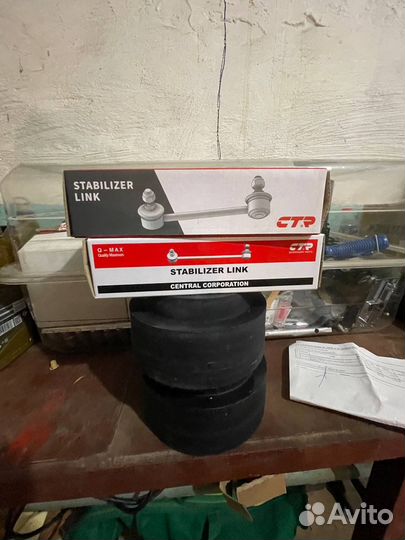 STABILIZER
LINK
CTR
Q-MAX
Quality Maximum
CTR
STABILIZER LINK
CENTRAL CORPORATION
Avito